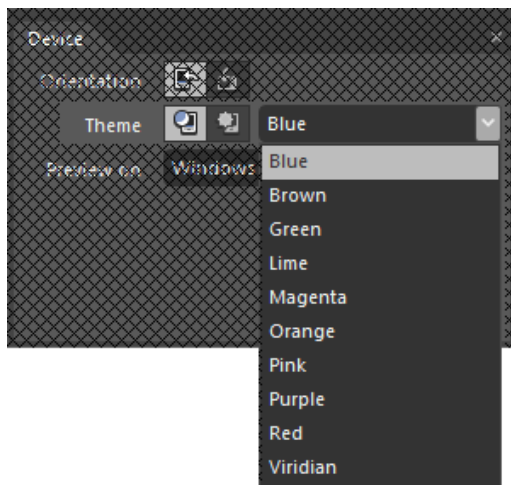 Device
Orientation
Theme Blue
Preview on Windows
Blue
Brown
Green
Lime
Magenta
Orange
Pink
Purple
Red
Viridian